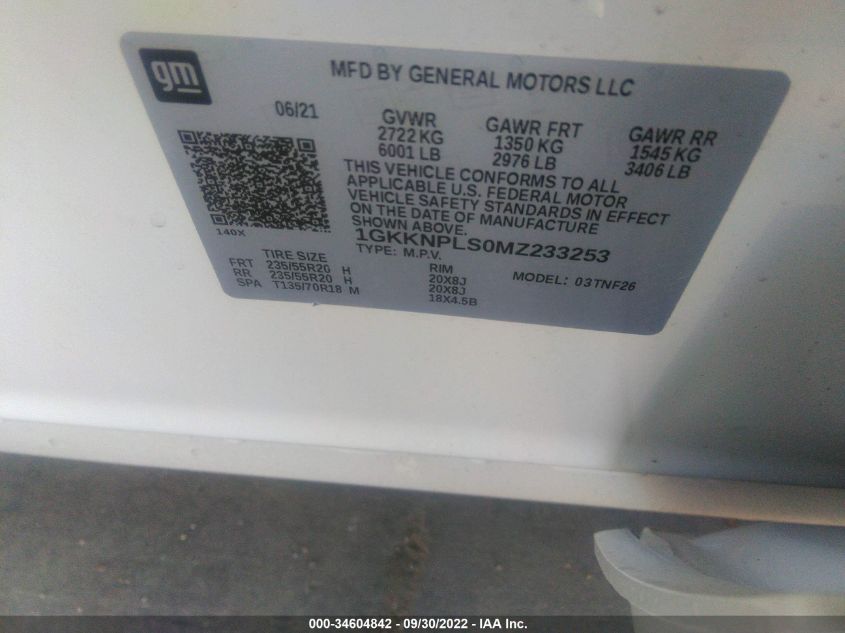 gm
MFD BY GENERAL MOTORS LLC
06/21
GVWR
2722 KG
6001 LB
GAWR FRT
1350 KG
2976 LB
GAWR RR
1545 KG
3406 LB
THIS VEHICLE CONFORMS TO ALL
APPLICABLE U.S. FEDERAL MOTOR
VEHICLE SAFETY STANDARDS IN EFFECT
ON THE DATE OF MANUFACTURE
SHOWN ABOVE.
140X
1GKKNPLS0MZ233253
TYPE: M.P.V.
MODEL: 03TNF26
TIRE SIZE
RIM
FRT 235/55R20 H 20X8J
RR 235/55R20 H 20X8J
SPA T135/70R18 M 18X4.5B
000-34604842 — 09/30/2022 — IAA Inc.